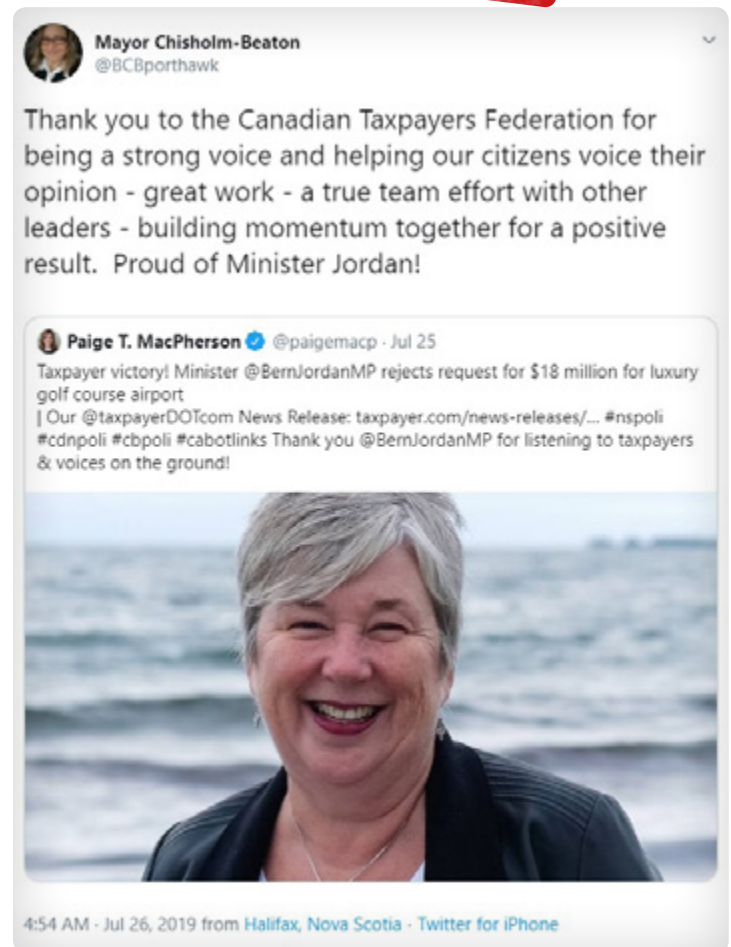 Mayor Chisholm-Beaton
@BCBporthawk
Thank you to the Canadian Taxpayers Federation for
being a strong voice and helping our citizens voice their
opinion - great work - a true team effort with other
leaders - building momentum together for a positive
result.  Proud of Minister Jordan!
Paige T. MacPherson @paigemacp · Jul 25
Taxpayer victory! Minister @BernJordanMP rejects request for $18 million for luxury
golf course airport
| Our @taxpayerDOTcom News Release: taxpayer.com/news-releases/... #nspoli
#cdnpoli #cbpoli #cabotlinks Thank you @BernJordanMP for listening to taxpayers
& voices on the ground!
4:54 AM · Jul 26, 2019 from Halifax, Nova Scotia · Twitter for iPhone